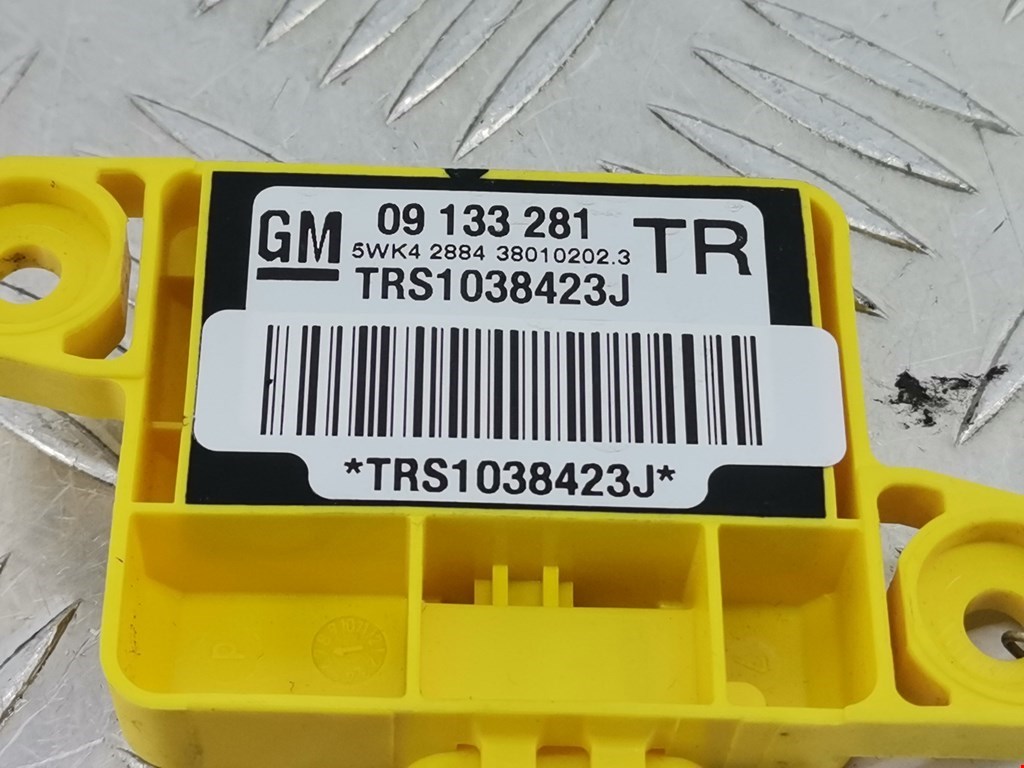 GM 09 133 281 TR
5WK4 2884 38010202.3
TRS1038423J
*TRS1038423J*